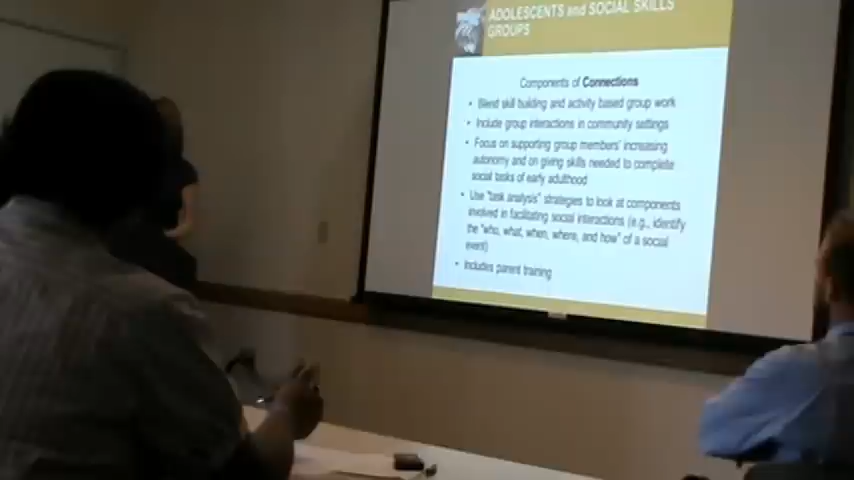 ADOLESCENTS and SOCIAL SKILLS
GROUPS
Components of Connections
• Blend skill building and activity based group work
• Include group interactions in community settings
• Focus on supporting group members' increasing
autonomy and on giving skills needed to complete
social tasks of early adulthood
• Use "task analysis" strategies to look at components
involved in facilitating social interactions (e.g., identify
the "who, what, when, where, and how" of a social
event)
• Includes parent training